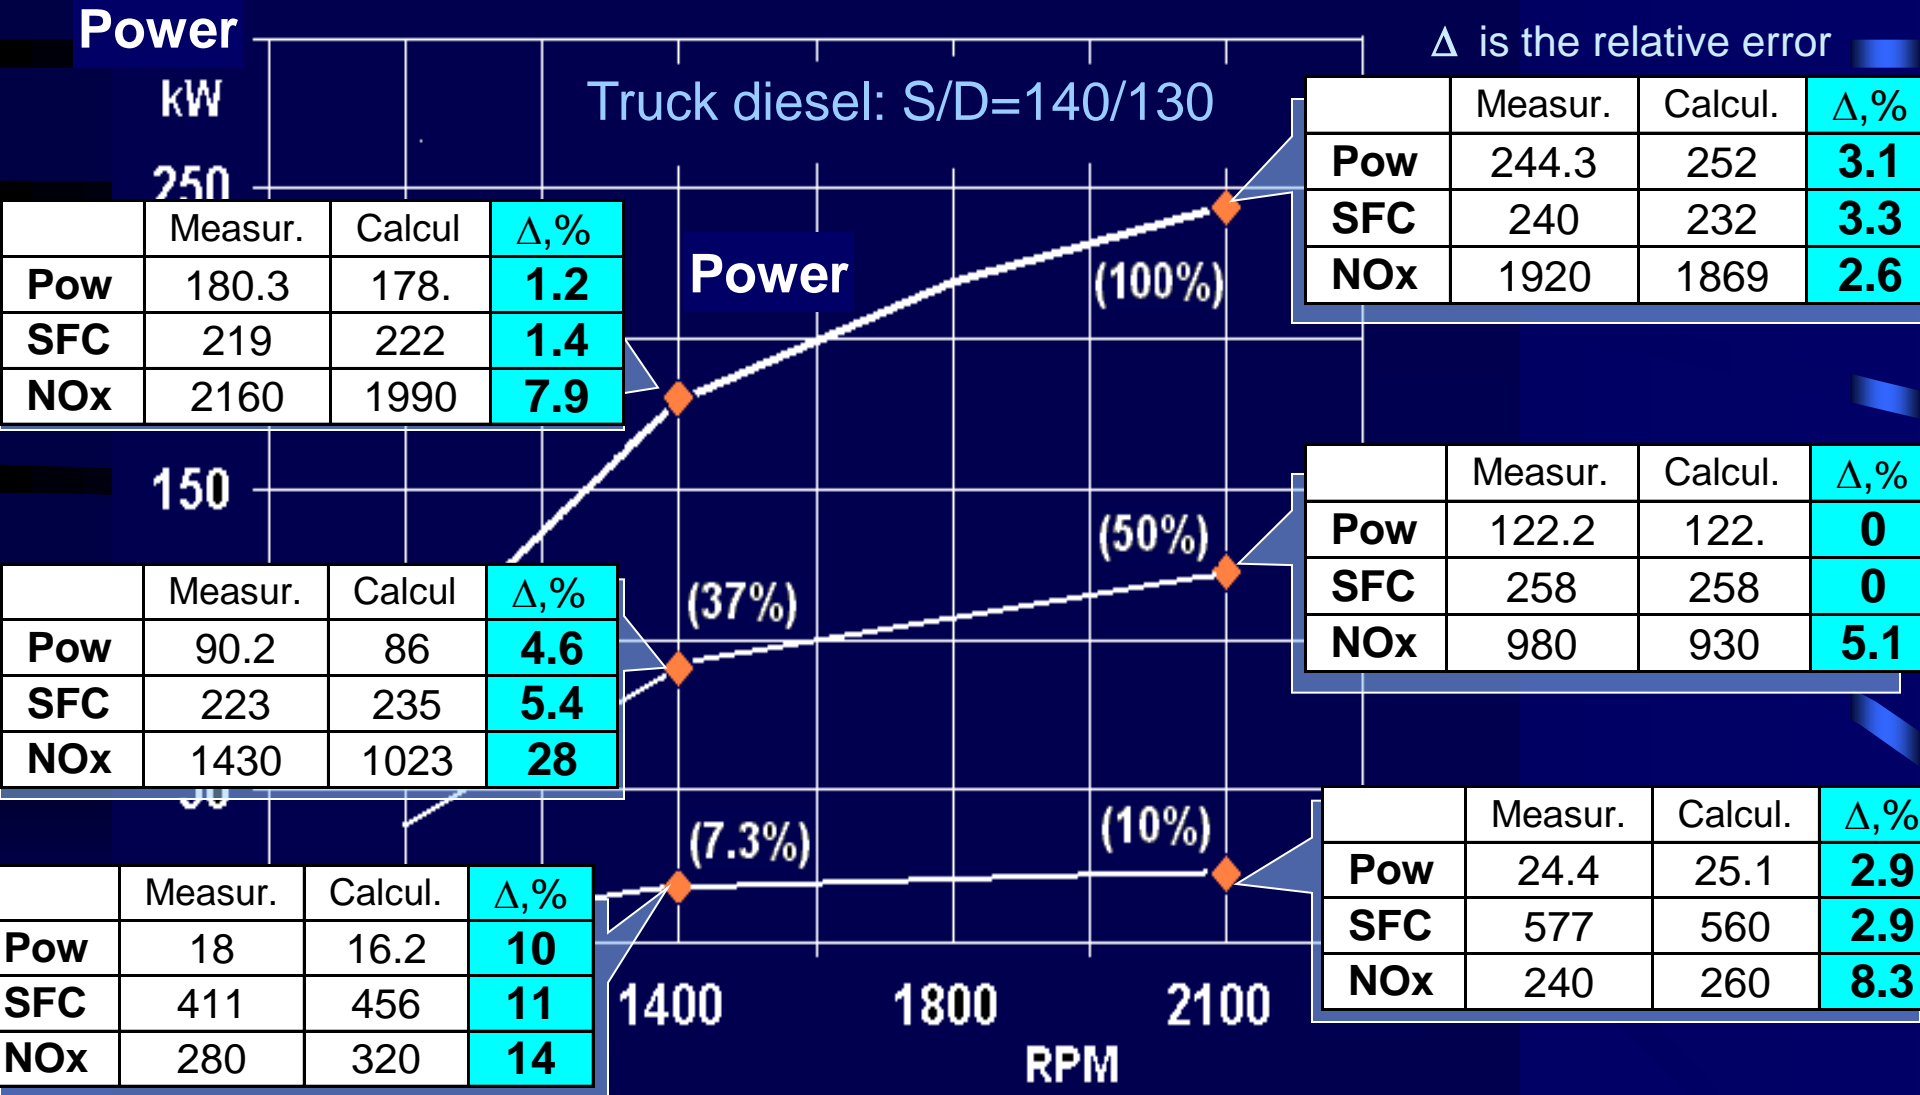 Power
kW
Truck diesel: S/D=140/130
Δ is the relative error
Measur. Calcul. Δ,%
Pow 244.3 252 3.1
SFC 240 232 3.3
NOx 1920 1869 2.6
250
Measur. Calcul Δ,%
Pow 180.3 178. 1.2
SFC 219 222 1.4
NOx 2160 1990 7.9
Power
(100%)
150
Measur. Calcul. Δ,%
Pow 122.2 122. 0
SFC 258 258 0
NOx 980 930 5.1
(50%)
Measur. Calcul Δ,%
Pow 90.2 86 4.6
SFC 223 235 5.4
NOx 1430 1023 28
(37%)
(7.3%)
(10%)
Measur. Calcul. Δ,%
Pow 24.4 25.1 2.9
SFC 577 560 2.9
NOx 240 260 8.3
Measur. Calcul. Δ,%
Pow 18 16.2 10
SFC 411 456 11
NOx 280 320 14
1400 1800 2100
RPM